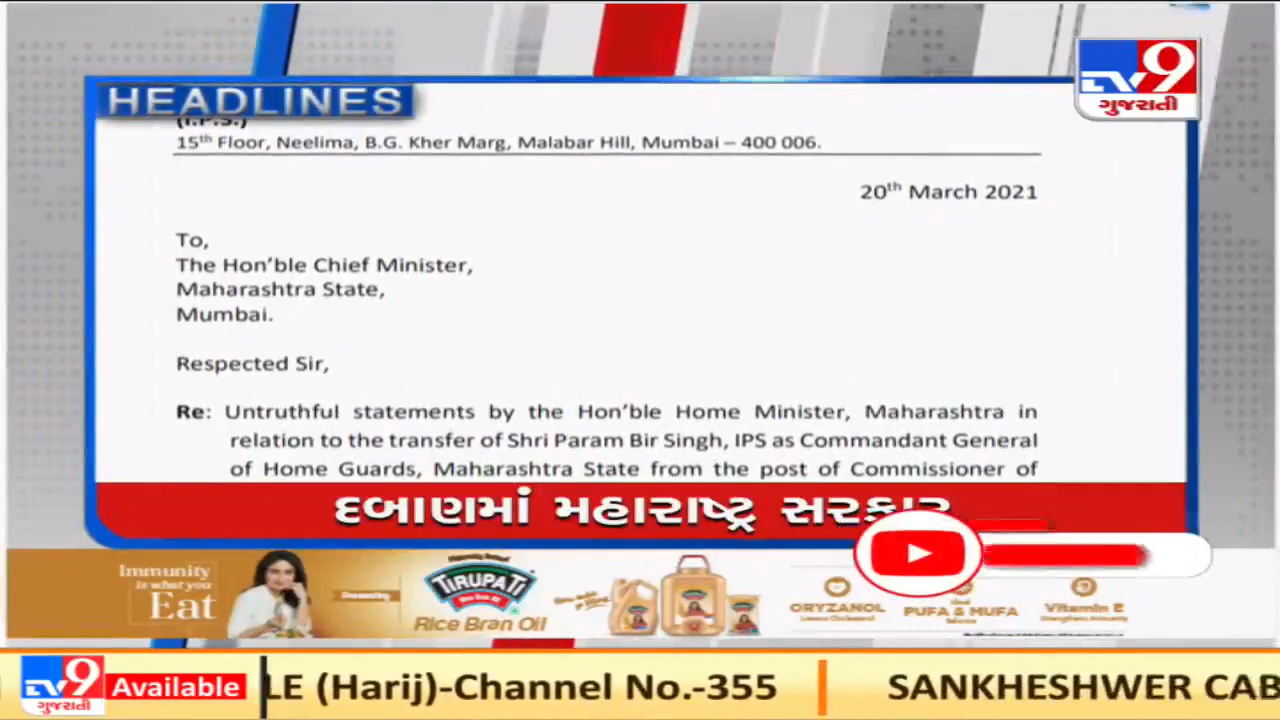 HEADLINES
TV9
ગુજરાતી
(I.P.S.)
15th Floor, Neelima, B.G. Kher Marg, Malabar Hill, Mumbai – 400 006.
20th March 2021
To,
The Hon’ble Chief Minister,
Maharashtra State,
Mumbai.
Respected Sir,
Re: Untruthful statements by the Hon’ble Home Minister, Maharashtra in
relation to the transfer of Shri Param Bir Singh, IPS as Commandant General
of Home Guards, Maharashtra State from the post of Commissioner of
દબાણમાં મહારાષ્ટ્ર સરકાર
Immunity
is what you
Eat
TIRUPATI
Rice Bran Oil
ORYZANOL
PUFA & MUFA
Vitamin E
TV9
ગુજરાતી
Available
LE (Harij)-Channel No.-355
SANKHESHWER CAB